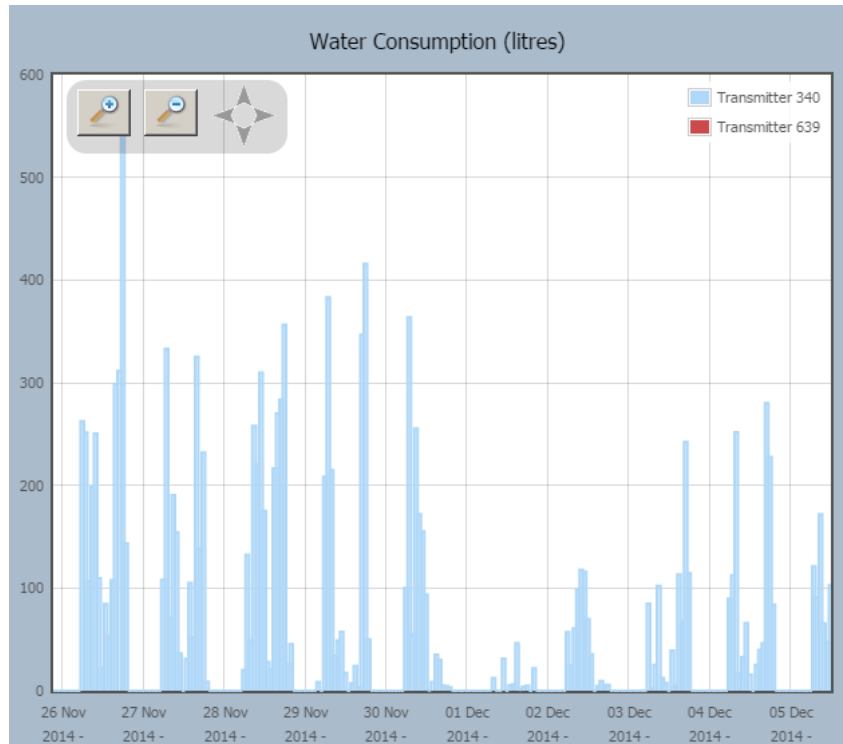 Water Consumption (litres)
600
500
400
300
200
100
0
Transmitter 340
Transmitter 639
26 Nov 27 Nov 28 Nov 29 Nov 30 Nov 01 Dec 02 Dec 03 Dec 04 Dec 05 Dec
2014 - 2014 - 2014 - 2014 - 2014 - 2014 - 2014 - 2014 - 2014 - 2014 -